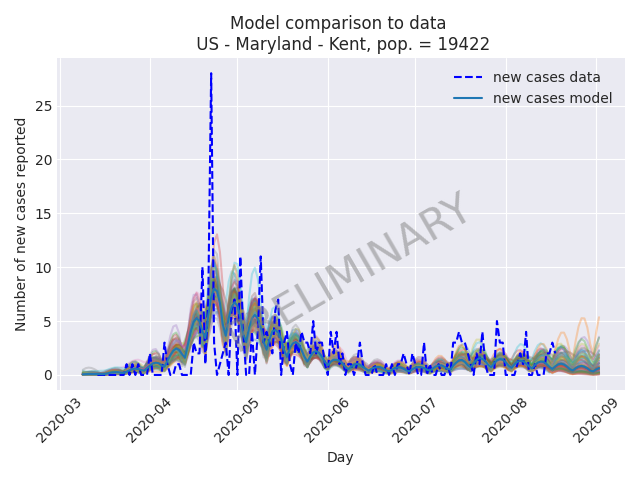 Model comparison to data
US - Maryland - Kent, pop. = 19422
new cases data
new cases model
Number of new cases reported
25
20
15
10
5
0
2020-03
2020-04
2020-05
2020-06
2020-07
2020-08
2020-09
Day